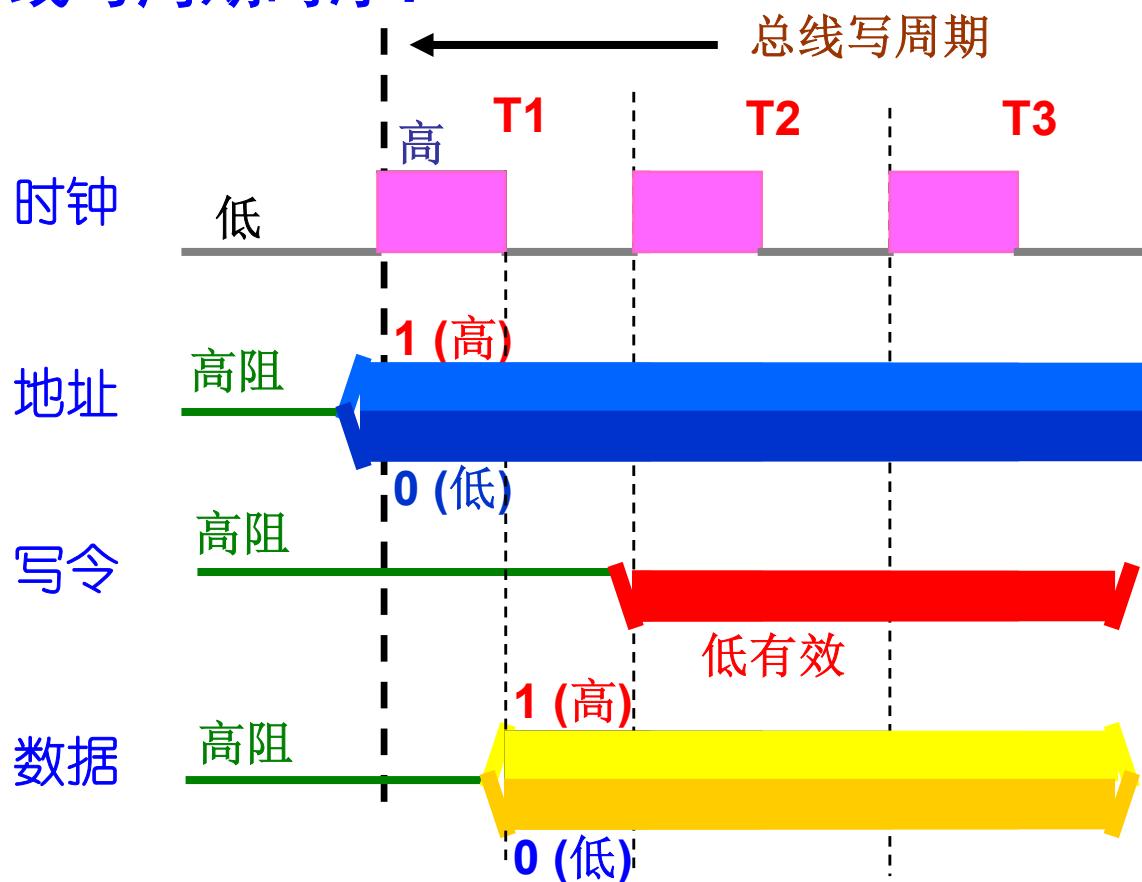 总线写周期
T1
T2
T3
高
时钟
低
1 (高)
高阻
地址
0 (低)
高阻
写令
低有效
1 (高)
高阻
数据
0 (低)